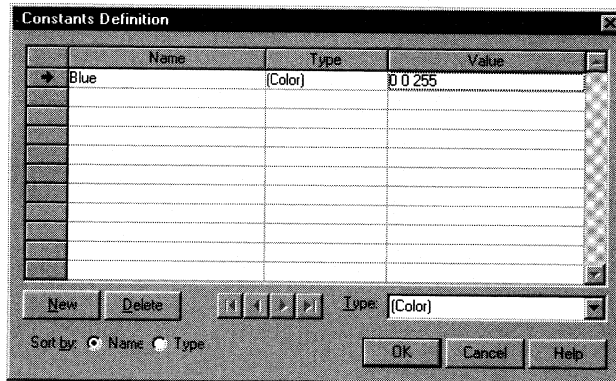 Constants Definition
Name Type Value
Blue (Color) 0 0 255
New Delete Type: (Color)
Sort by: Name Type
OK Cancel Help